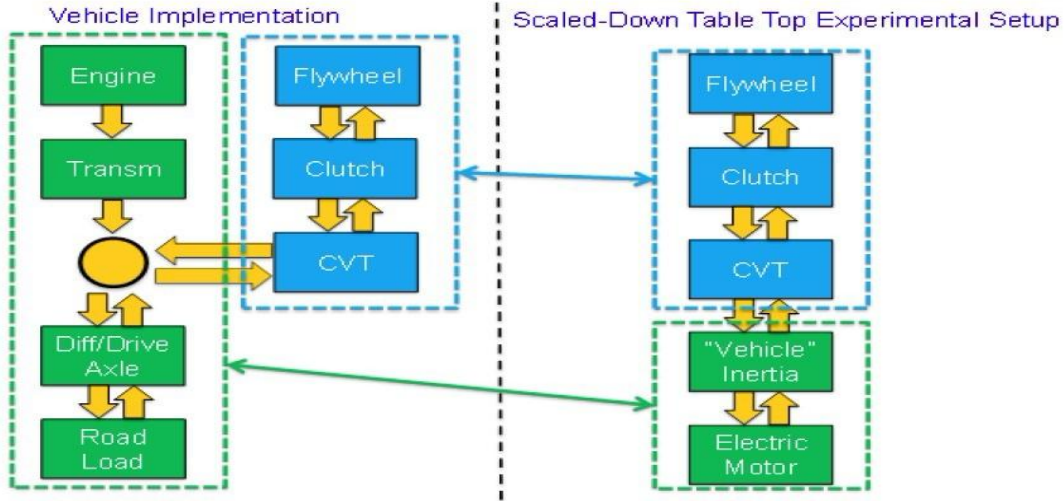 Vehicle Implementation
Scaled-Down Table Top Experimental Setup
Engine
Transm
Diff/Drive
Axle
Road
Load
Flywheel
Clutch
CVT
Flywheel
Clutch
CVT
"Vehicle"
Inertia
Electric
Motor